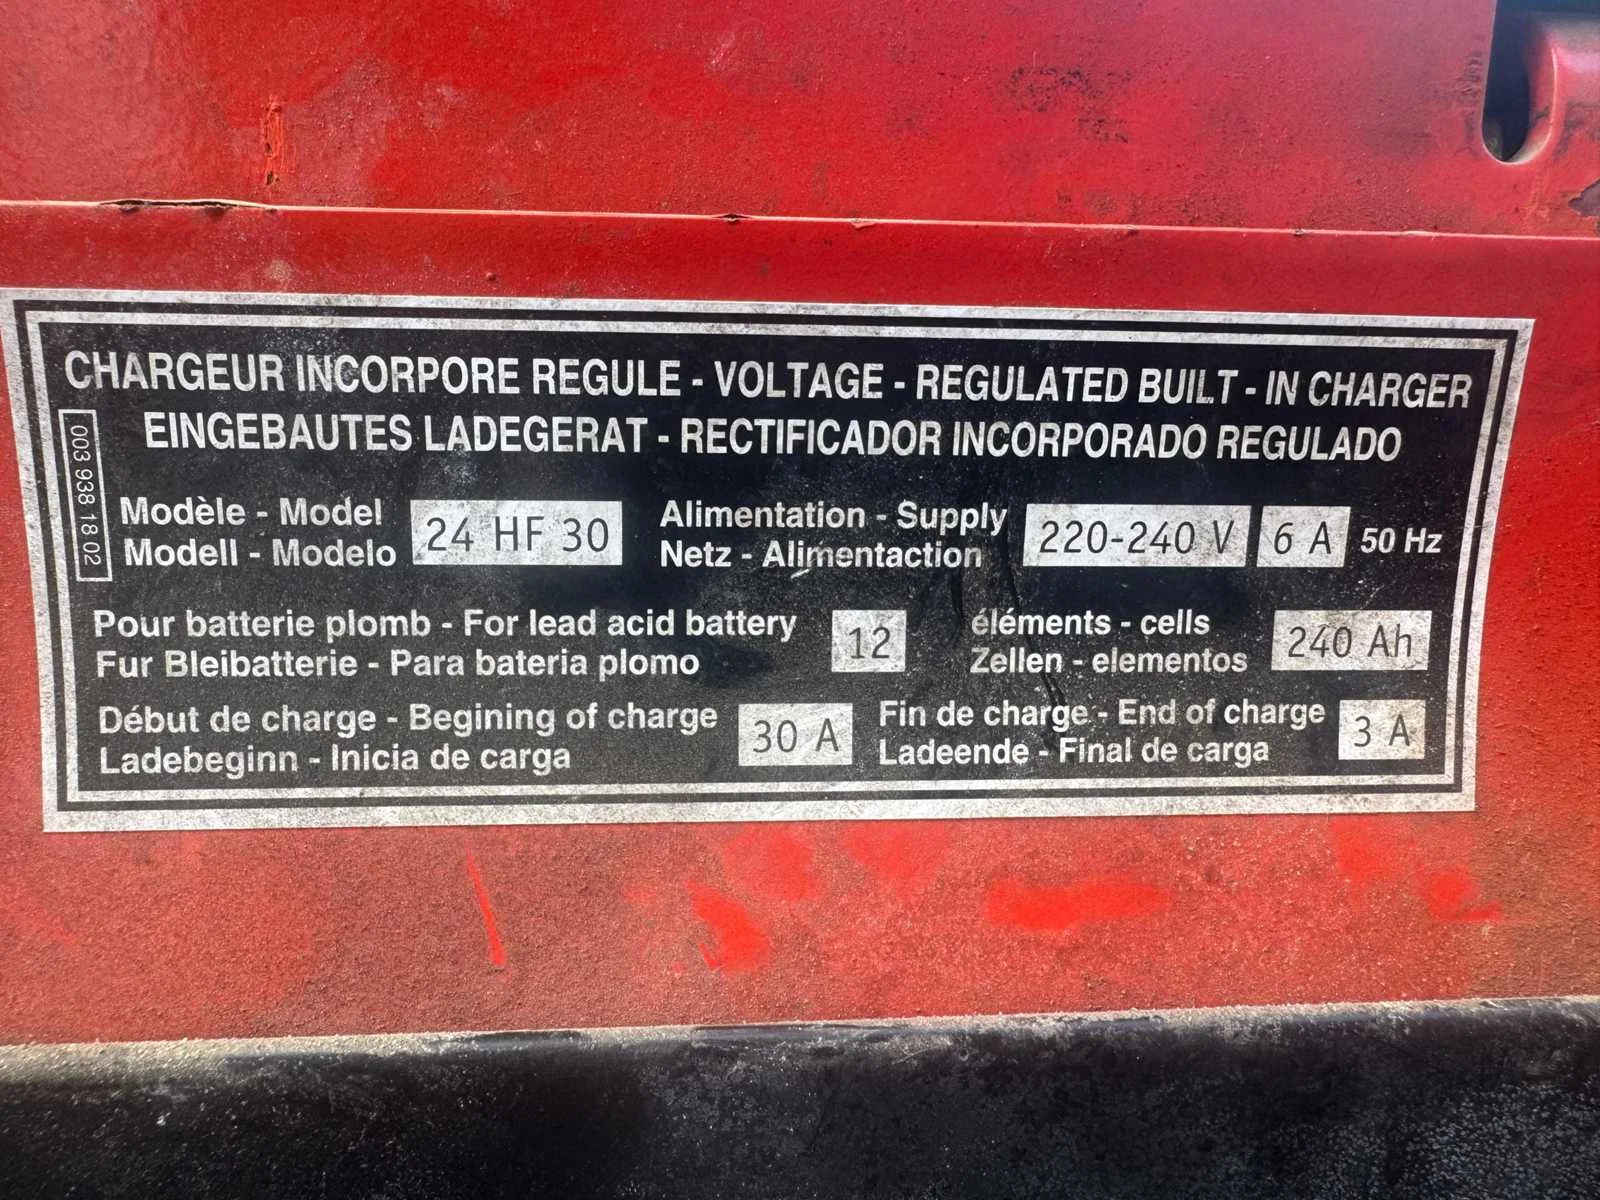 CHARGEUR INCORPORE REGULE - VOLTAGE - REGULATED BUILT - IN CHARGER
EINGEBAUTES LADEGERAT - RECTIFICADOR INCORPORADO REGULADO
003 938 18 02
Modèle - Model
Modell - Modelo
24 HF 30
Alimentation - Supply
Netz - Alimentaction
220-240 V
6 A
50 Hz
Pour batterie plomb - For lead acid battery
Fur Bleibatterie - Para bateria plomo
12
éléments - cells
Zellen - elementos
240 Ah
Début de charge - Begining of charge
Ladebeginn - Inicia de carga
30 A
Fin de charge - End of charge
Ladeende - Final de carga
3 A